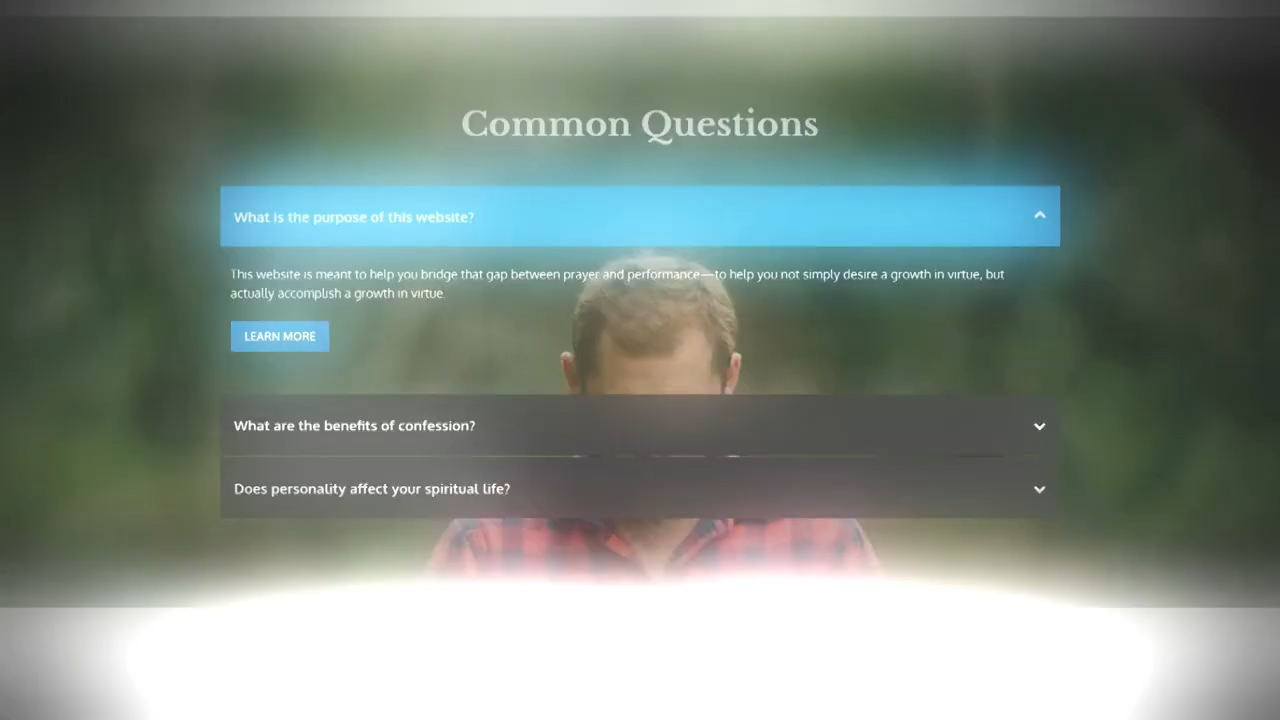 Common Questions
What is the purpose of this website?
This website is meant to help you bridge that gap between prayer and performance—to help you not simply desire a growth in virtue, but
actually accomplish a growth in virtue.
LEARN MORE
What are the benefits of confession?
Does personality affect your spiritual life?